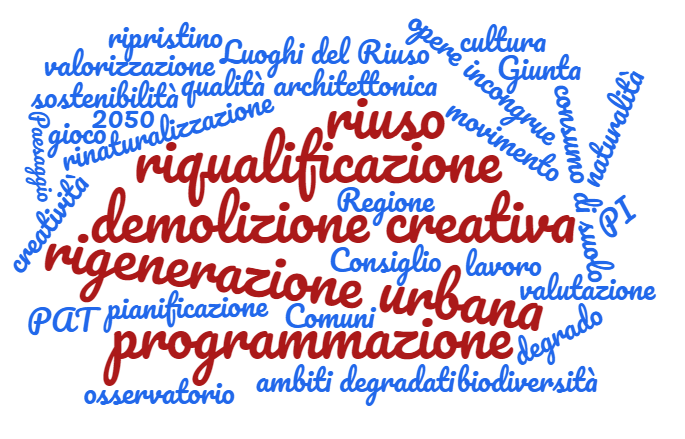 ripristino
Luoghi del Riuso
opere incongrue
cultura
valorizzazione
Giunta
sostenibilità
qualità architettonica
consumo di suolo
naturalità
2050
Paesaggio
gioco
rinaturalizzazione
riuso
movimento
riqualificazione
creatività
Regione
PI
demolizione creativa
rigenerazione urbana
Consiglio
lavoro
valutazione
PAT
pianificazione
Comuni
programmazione
degrado
osservatorio
ambiti degradati
biodiversità